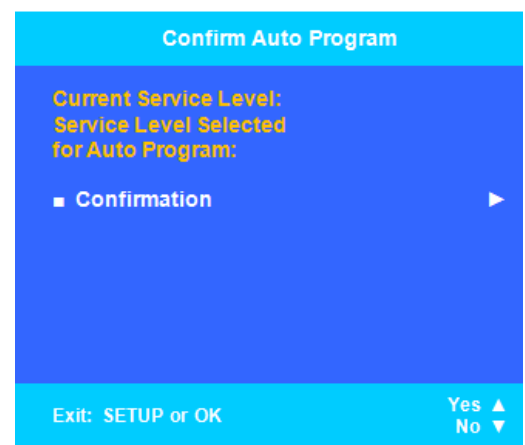 Confirm Auto Program
Current Service Level:
Service Level Selected
for Auto Program:
■ Confirmation ▶
Exit: SETUP or OK
Yes ▲
No ▼